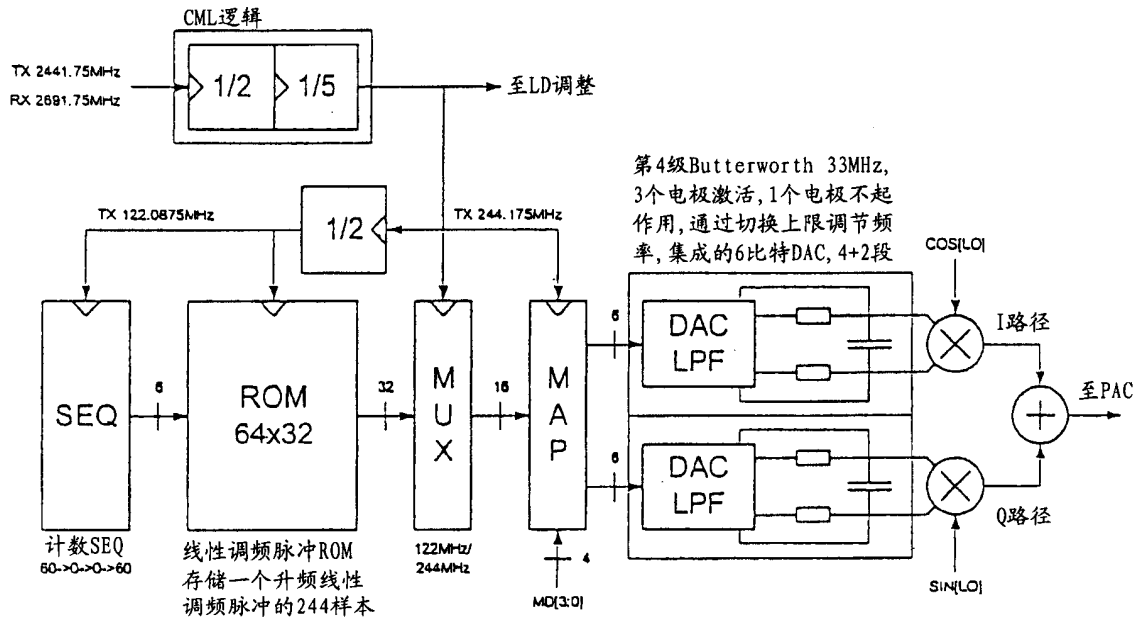 CML逻辑
TX 2441.75MHz
RX 2691.75MHz
1/2
1/5
至LD调整
第4级Butterworth 33MHz,
3个电极激活,1个电极不起
作用,通过切换上限调节频
率,集成的6比特DAC,4+2段
TX 122.0875MHz
1/2
TX 244.175MHz
COS[LO]
SEQ
6
ROM
64x32
32
MUX
16
MAP
6
DAC
LPF
I路径
至PAC
6
DAC
LPF
Q路径
计数SEQ
60->0->0->60
线性调频脉冲ROM
存储一个升频线性
调频脉冲的244样本
122MHz/
244MHz
4
MD[3:0]
SIN[LO]